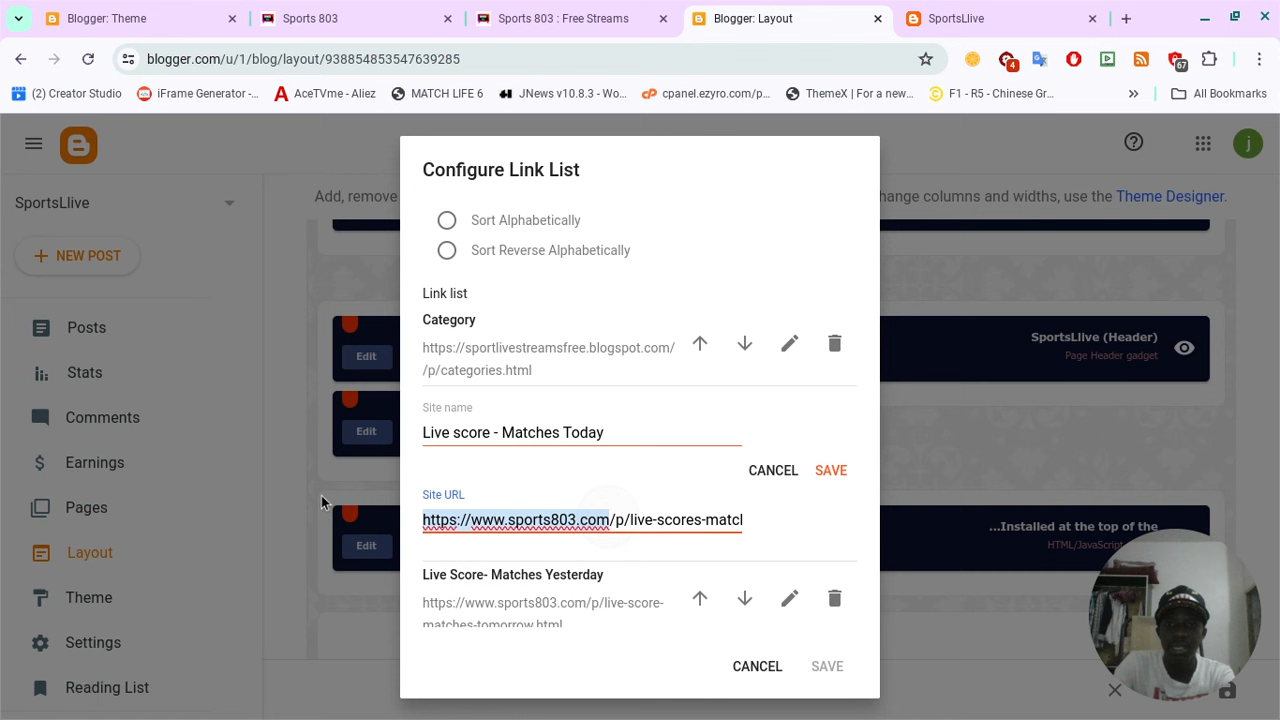 Blogger: Theme
Sports 803
Sports 803 : Free Streams
Blogger: Layout
SportsLlive
blogger.com/u/1/blog/layout/938854853547639285
4
67
(2) Creator Studio
iFrame Generator -...
AceTVme - Aliez
MATCH LIFE 6
JNews v10.8.3 - Wo...
cpanel.ezyro.com/p...
ThemeX | For a new...
F1 - R5 - Chinese Gr...
All Bookmarks
j
SportsLlive
NEW POST
Posts
Stats
Comments
Earnings
Pages
Layout
Theme
Settings
Reading List
Add, remove
hange columns and widths, use the Theme Designer.
Edit
SportsLlive (Header)
Page Header gadget
Edit
Edit
...Installed at the top of the
HTML/JavaScript
Configure Link List
Sort Alphabetically
Sort Reverse Alphabetically
Link list
Category
https://sportlivestreamsfree.blogspot.com/
/p/categories.html
Site name
Live score - Matches Today
CANCEL
SAVE
Site URL
https://www.sports803.com/p/live-scores-matcl
Live Score- Matches Yesterday
https://www.sports803.com/p/live-score-
matches-tomorrow.html
CANCEL
SAVE